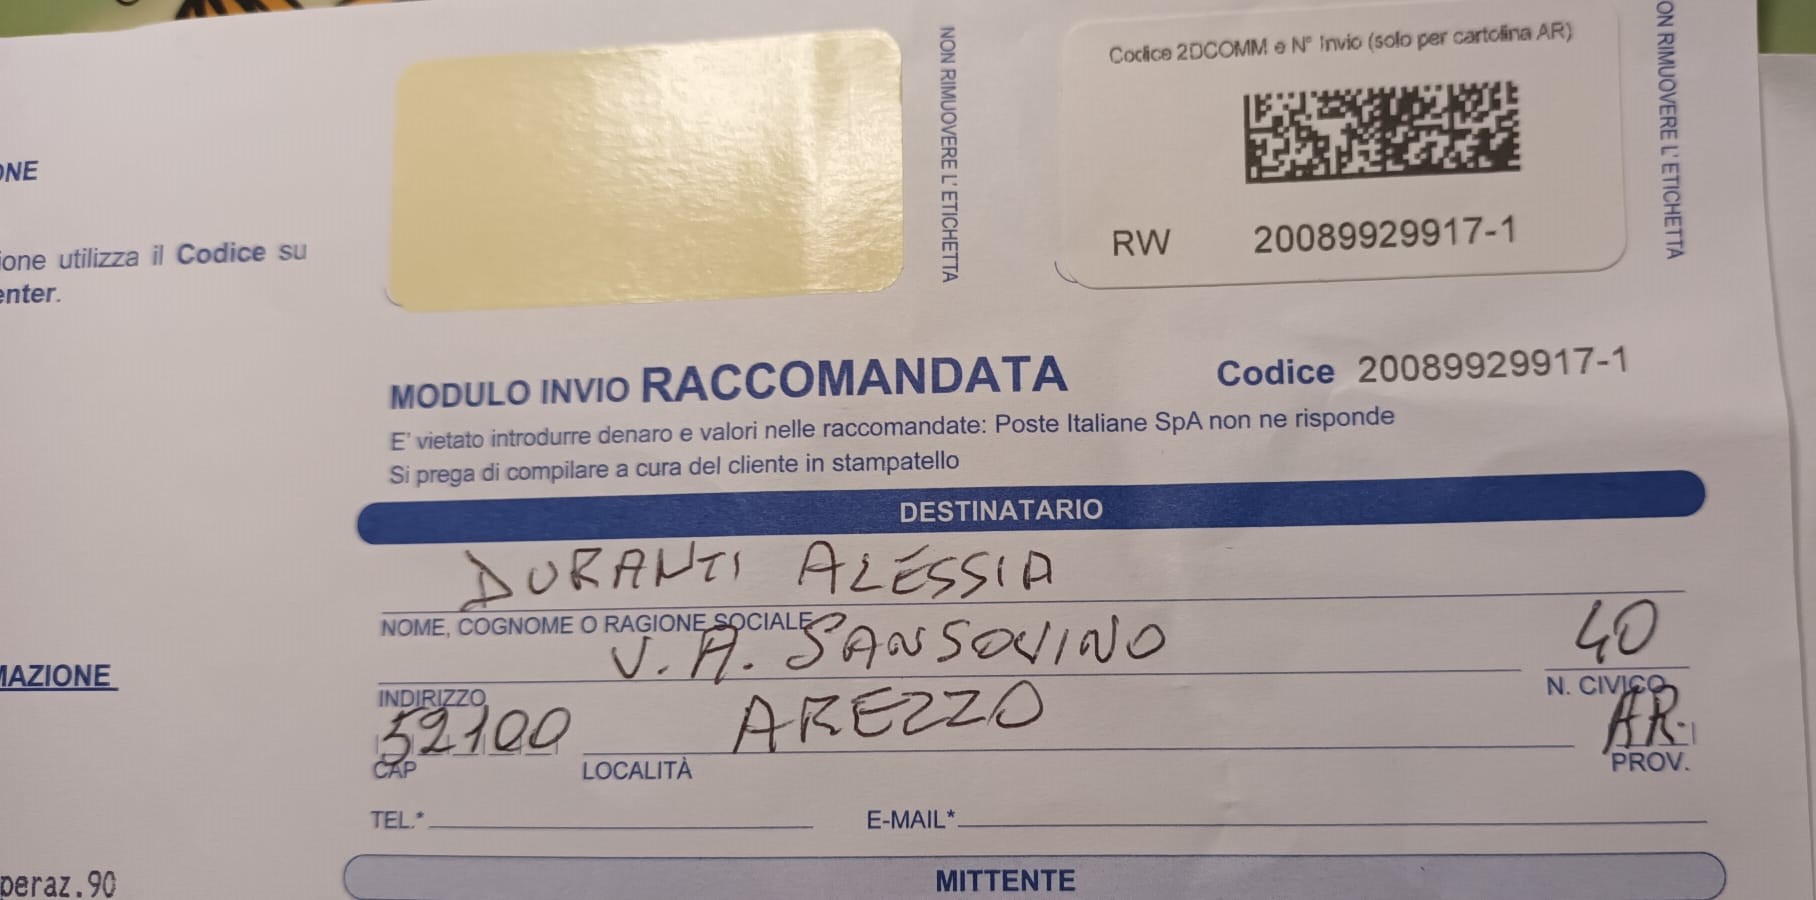 NON RIMUOVERE L'ETICHETTA
Codice 2DCOMM e N° Invio (solo per cartolina AR)
ON RIMUOVERE L'ETICHETTA
RW 20089929917-1
ONE
ione utilizza il Codice su
enter.
MODULO INVIO RACCOMANDATA Codice 20089929917-1
E' vietato introdurre denaro e valori nelle raccomandate: Poste Italiane SpA non ne risponde
Si prega di compilare a cura del cliente in stampatello
DESTINATARIO
DURANTI ALESSIA
NOME, COGNOME O RAGIONE SOCIALE
V. A. SANSOVINO 40
INDIRIZZO N. CIVICO
52100 AREZZO AR.
CAP LOCALITÀ PROV.
MAZIONE
TEL.* E-MAIL*
MITTENTE
peraz.90